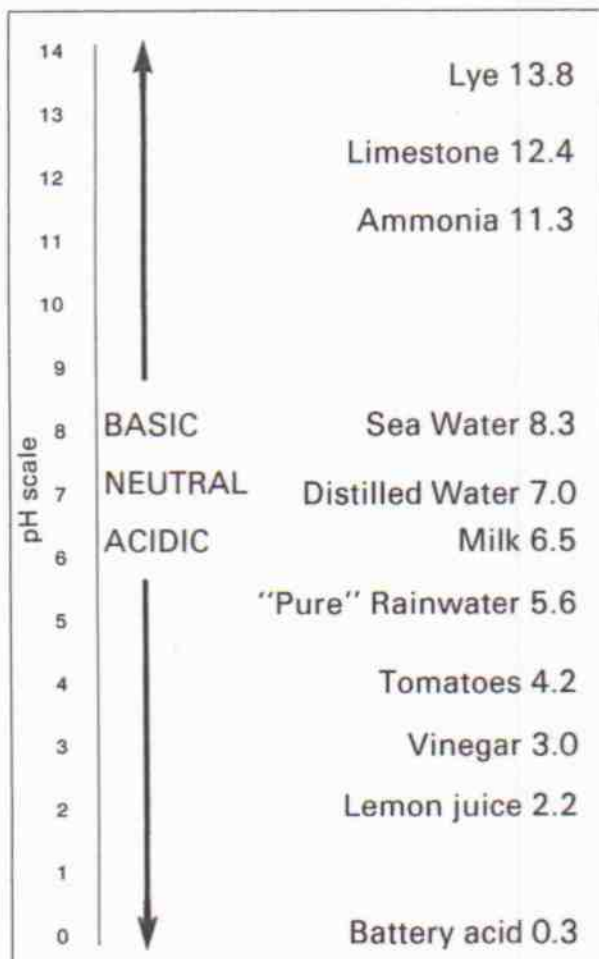 14
Lye 13.8
13
Limestone 12.4
12
Ammonia 11.3
11
10
9
8 BASIC Sea Water 8.3
7 NEUTRAL Distilled Water 7.0
ACIDIC Milk 6.5
6
"Pure" Rainwater 5.6
5
4 Tomatoes 4.2
3 Vinegar 3.0
2 Lemon juice 2.2
1
0 Battery acid 0.3
pH scale